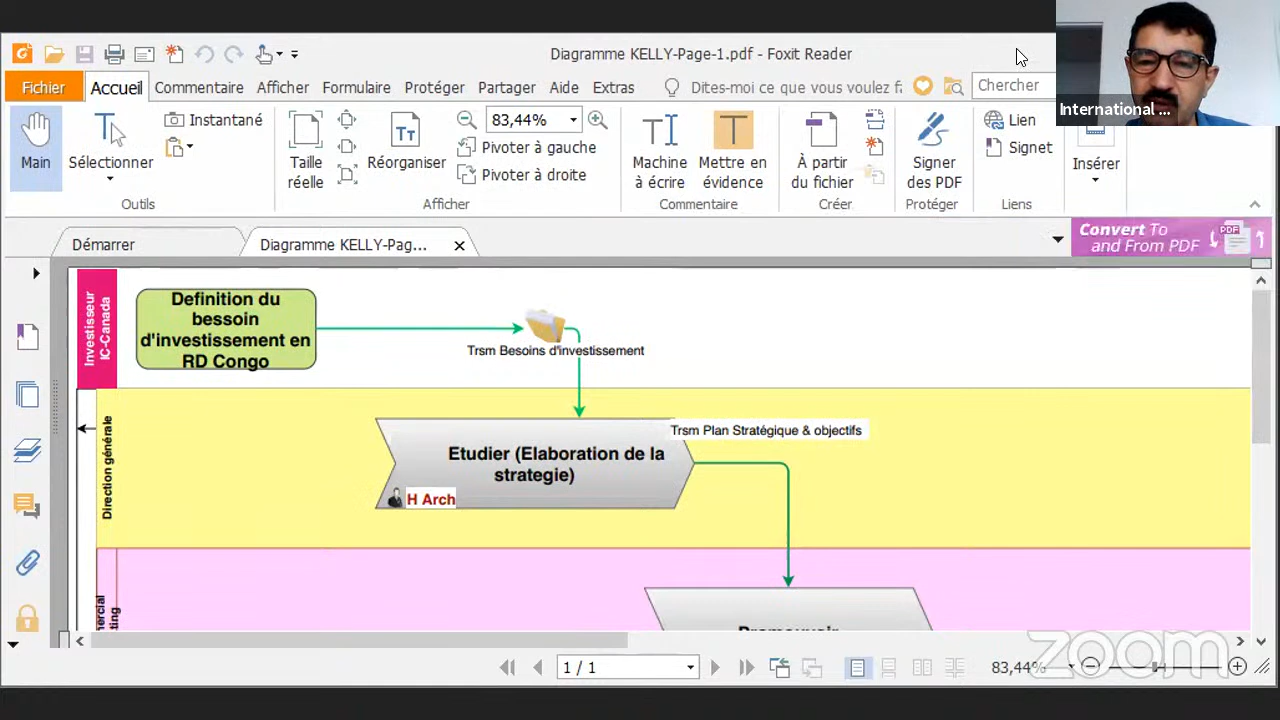 Diagramme KELLY-Page-1.pdf - Foxit Reader
International ...
Fichier
Accueil
Commentaire
Afficher
Formulaire
Protéger
Partager
Aide
Extras
Dites-moi ce que vous voulez fa
Chercher
Main
Sélectionner
Instantané
Outils
Taille
réelle
Réorganiser
83,44%
Pivoter à gauche
Pivoter à droite
Afficher
Machine
à écrire
Mettre en
évidence
Commentaire
À partir
du fichier
Créer
Signer
des PDF
Protéger
Lien
Signet
Liens
Insérer
Démarrer
Diagramme KELLY-Pag...
Convert To
and From PDF
PDF
Investisseur
IC-Canada
Definition du
bessoin
d'investissement en
RD Congo
Trsm Besoins d'investissement
Direction générale
Trsm Plan Stratégique & objectifs
Etudier (Elaboration de la
strategie)
H Arch
1 / 1
83,44%
zoom